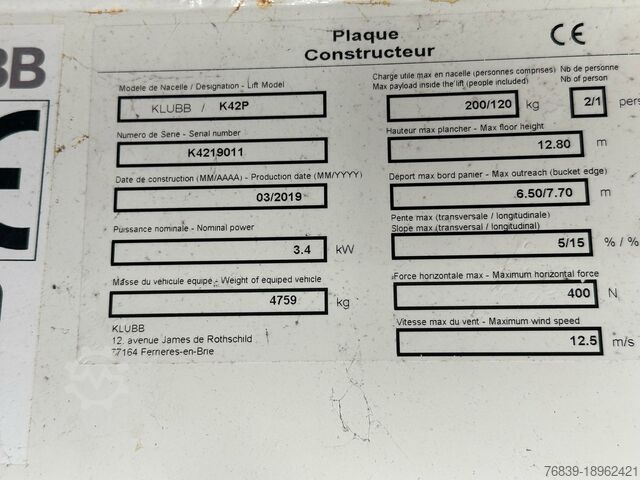 BB
Plaque
Constructeur
CE
Modele de Nacelle / Designation - Lift Model
KLUBB / K42P
Numero de Serie - Serial number
K4219011
Date de construction (MM/AAAA) - Production date (MM/YYYY)
03/2019
Puissance nominale - Nominal power
3.4 kW
Masse du vehicule equipe - Weight of equiped vehicle
4759 kg
KLUBB
12, avenue James de Rothschild
77164 Ferrieres-en-Brie
Charge utile max en nacelle (personnes comprises)
Max payload inside the lift (people included)
200/120 kg
Nb de personne
Nb of person
2/1 pers
Hauteur max plancher - Max floor height
12.80 m
Deport max bord panier - Max outreach (bucket edge)
6.50/7.70 m
Pente max (transversale / longitudinale)
Slope max (transversal / longitudinal)
5/15 % / %
Force horizontale max - Maximum horizontal force
400 N
Vitesse max du vent - Maximum wind speed
12.5 m/s
76839-18962421